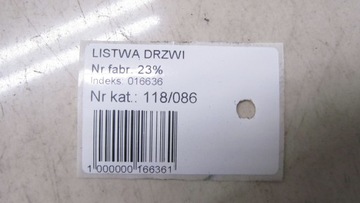 LISTWA DRZWI
Nr fabr. 23%
Indeks: 016636
Nr kat.: 118/086
1 000000 166361